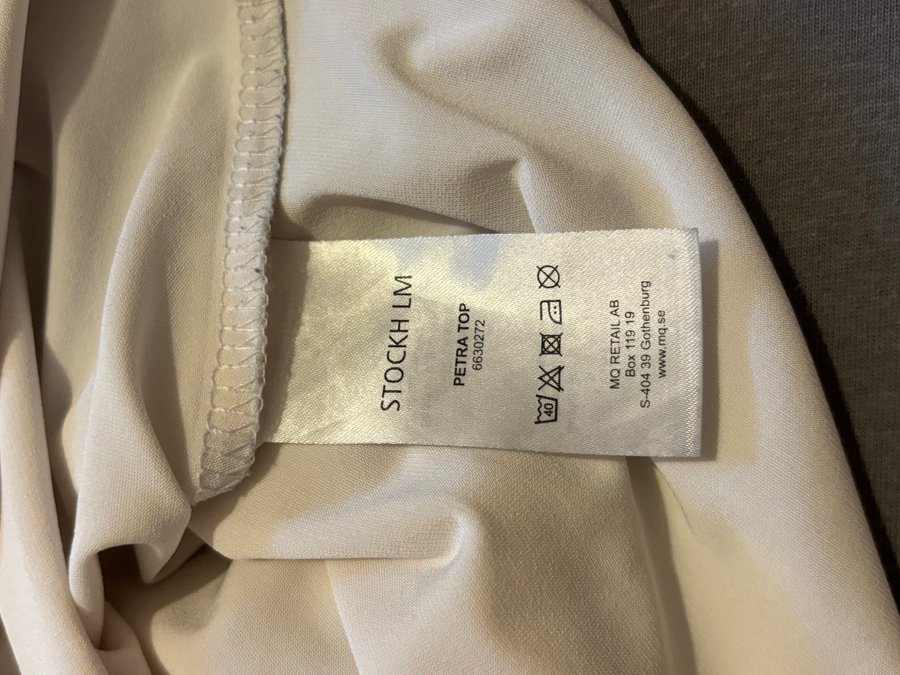 STOCKH LM
PETRA TOP
6630272
40
MQ RETAIL AB
Box 119 19
S-404 39 Gothenburg
www.mq.se